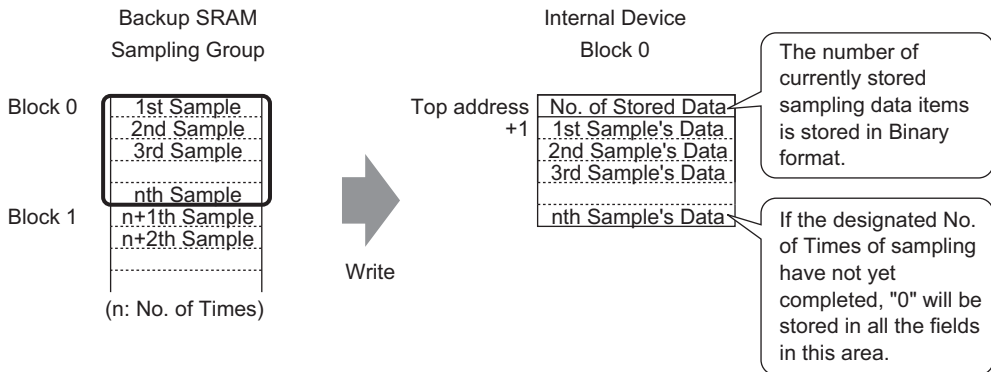 Backup SRAM
Sampling Group
Block 0
1st Sample
2nd Sample
3rd Sample
nth Sample
Block 1
n+1th Sample
n+2th Sample
(n: No. of Times)
Write
Internal Device
Block 0
Top address
+1
No. of Stored Data
1st Sample's Data
2nd Sample's Data
3rd Sample's Data
nth Sample's Data
The number of
currently stored
sampling data items
is stored in Binary
format.
If the designated No.
of Times of sampling
have not yet
completed, "0" will be
stored in all the fields
in this area.